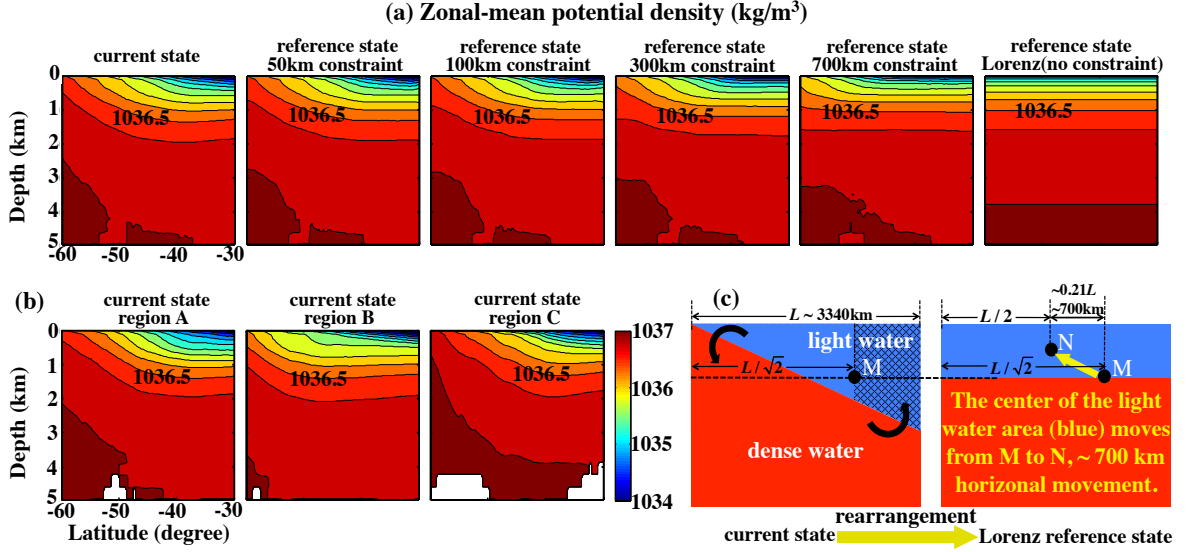 (a) Zonal-mean potential density (kg/m³)
current state
reference state
50km constraint
reference state
100km constraint
reference state
300km constraint
reference state
700km constraint
reference state
Lorenz(no constraint)
0
1
2
3
4
5
Depth (km)
1036.5
1036.5
1036.5
1036.5
1036.5
1036.5
-60
-50
-40
-30
(b)
current state
region A
current state
region B
current state
region C
0
1
2
3
4
5
Depth (km)
1036.5
1036.5
1036.5
-60
-50
-40
-30
Latitude (degree)
1037
1036
1035
1034
(c)
L ~ 3340km
light water
L / √2
M
dense water
~0.21L
~700km
L / 2
N
L / √2
M
The center of the light
water area (blue) moves
from M to N, ~ 700 km
horizonal movement.
rearrangement
current state
Lorenz reference state